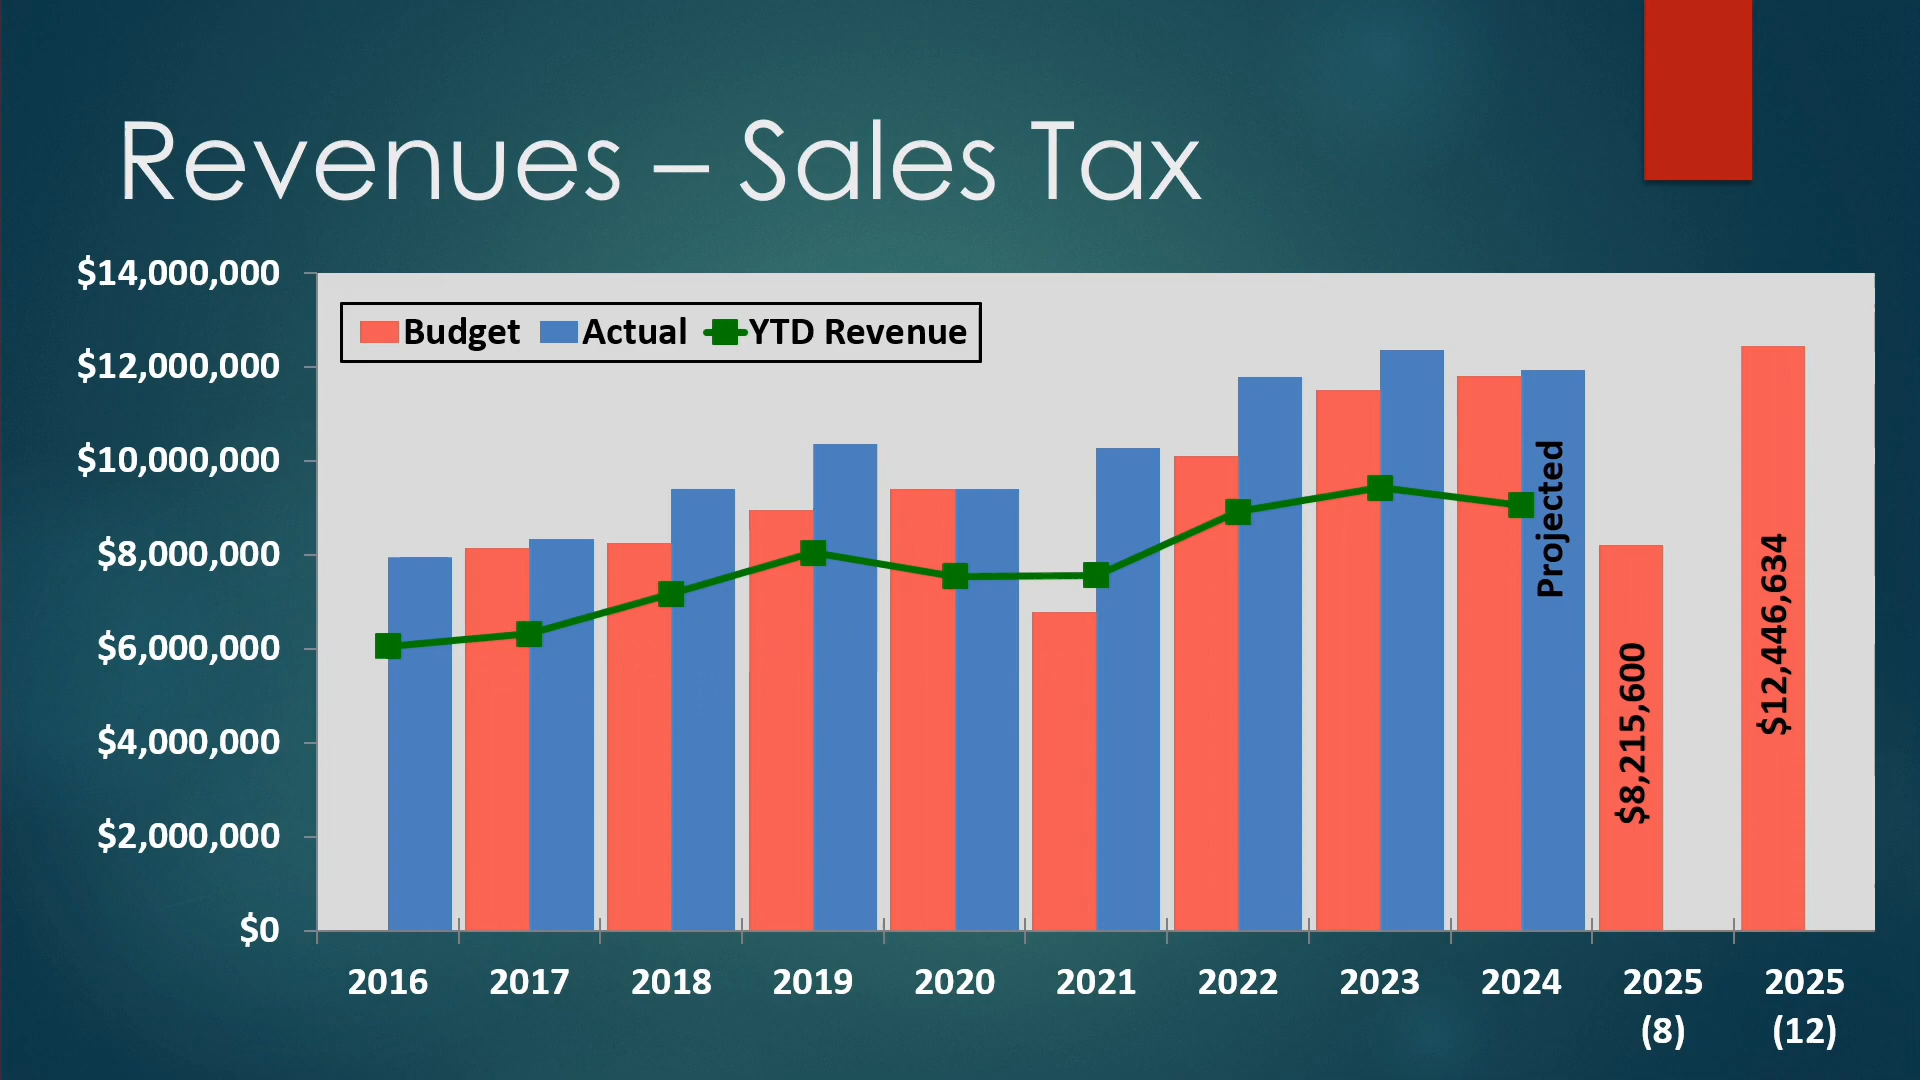 Revenues – Sales Tax
$14,000,000
$12,000,000
$10,000,000
$8,000,000
$6,000,000
$4,000,000
$2,000,000
$0
Budget Actual YTD Revenue
Projected
$8,215,600
$12,446,634
2016 2017 2018 2019 2020 2021 2022 2023 2024 2025 2025
(8) (12)